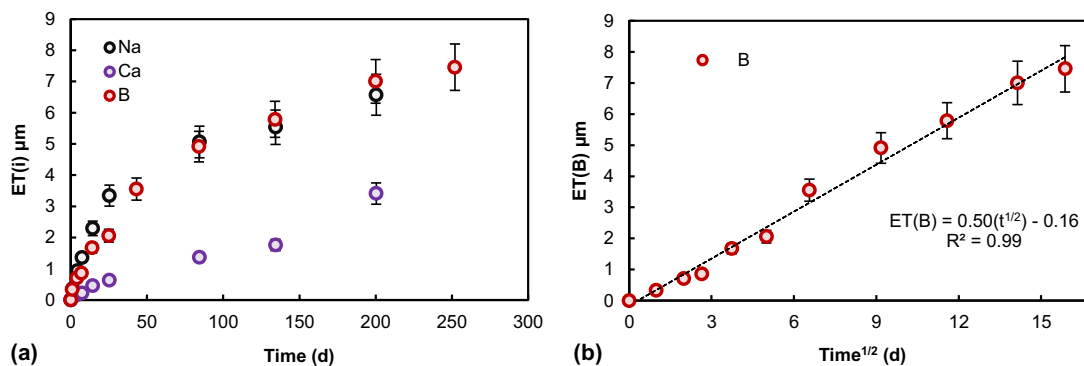 9
8
7
6
5
4
3
2
1
0
ET(i) µm
Na
Ca
B
0
50
100
150
200
250
300
Time (d)
(a)
9
8
7
6
5
4
3
2
1
0
ET(B) µm
B
ET(B) = 0.50(t^1/2) - 0.16
R² = 0.99
0
3
6
9
12
15
Time^1/2 (d)
(b)